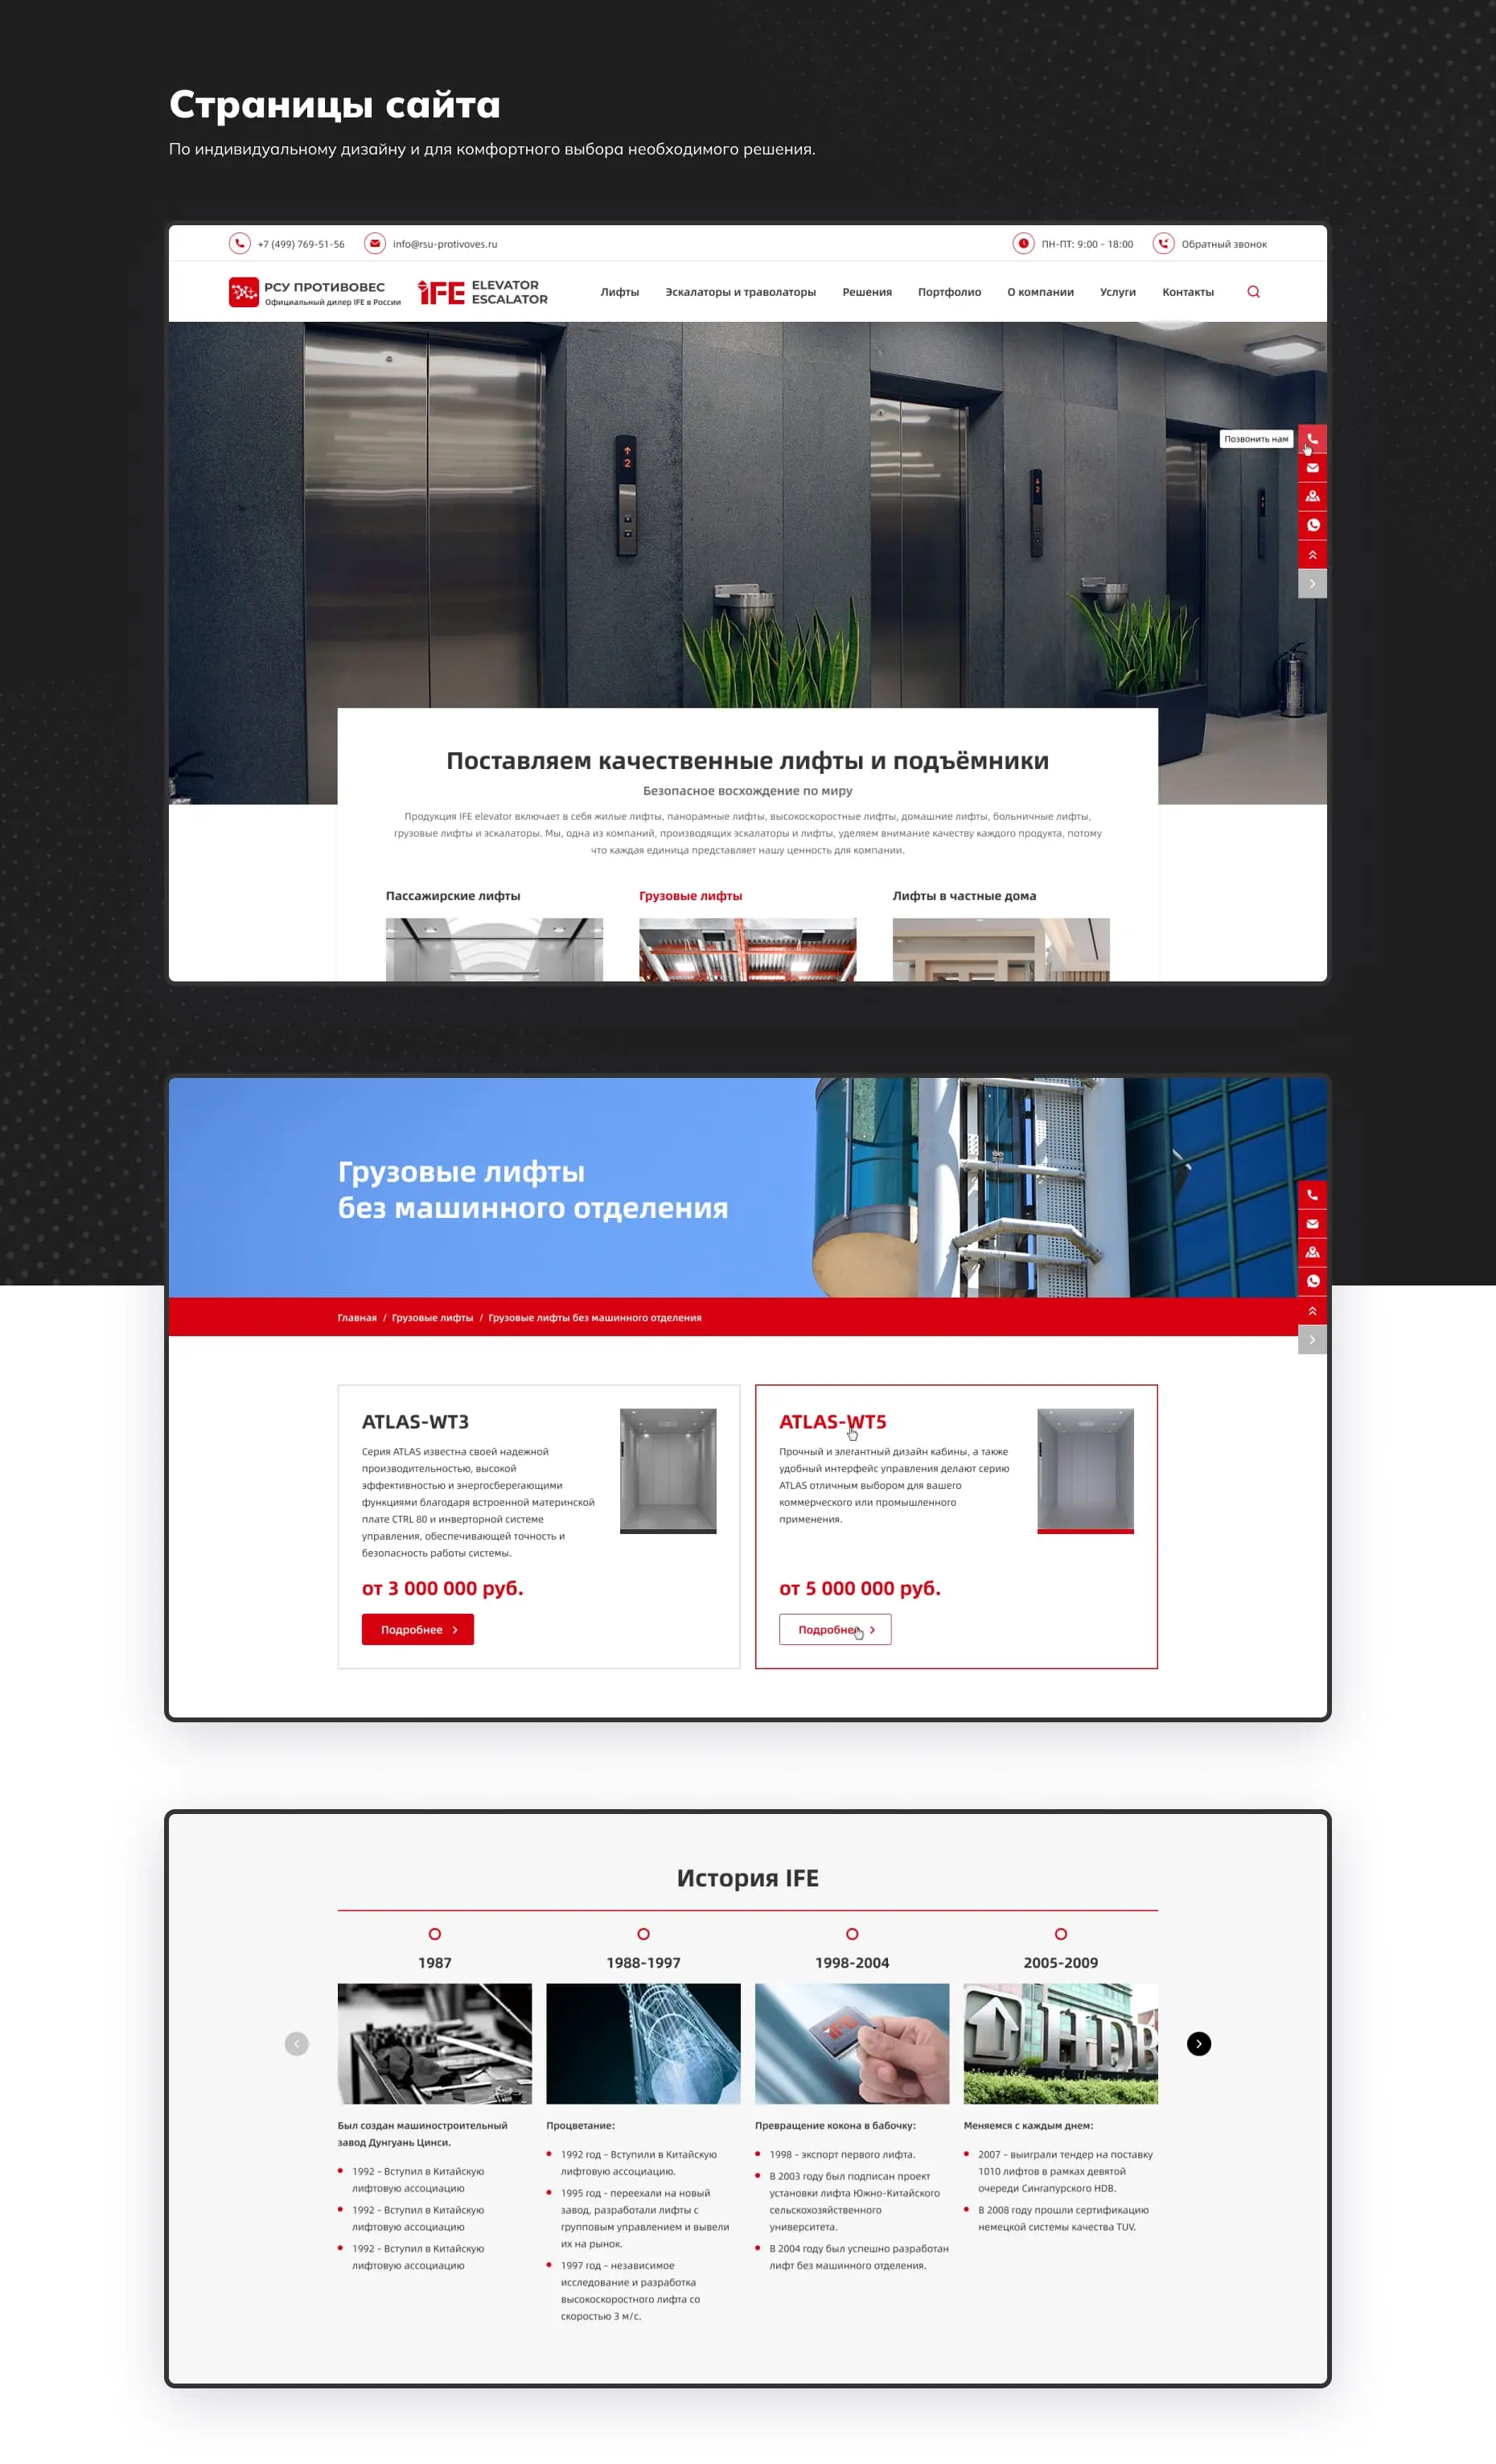 Страницы сайта
По индивидуальному дизайну и для комфортного выбора необходимого решения.
+7 (499) 769-51-56
info@rsu-protivoves.ru
ПН-ПТ: 9:00 - 18:00
Обратный звонок
РСУ ПРОТИВОВЕС
Официальный дилер IFE в России
IFE
ELEVATOR
ESCALATOR
Лифты
Эскалаторы и траволаторы
Решения
Портфолио
О компании
Услуги
Контакты
2
2
Позвонить нам
Поставляем качественные лифты и подъёмники
Безопасное восхождение по миру
Продукция IFE elevator включает в себя жилые лифты, панорамные лифты, высокоскоростные лифты, домашние лифты, больничные лифты,
грузовые лифты и эскалаторы. Мы, одна из компаний, производящих эскалаторы и лифты, уделяем внимание качеству каждого продукта, потому
что каждая единица представляет нашу ценность для компании.
Пассажирские лифты
Грузовые лифты
Лифты в частные дома
Грузовые лифты
без машинного отделения
Главная / Грузовые лифты / Грузовые лифты без машинного отделения
ATLAS-WT3
Серия ATLAS известна своей надежной
производительностью, высокой
эффективностью и энергосберегающими
функциями благодаря встроенной материнской
плате CTRL 80 и инверторной системе
управления, обеспечивающей точность и
безопасность работы системы.
от 3 000 000 руб.
Подробнее
ATLAS-WT5
Прочный и элегантный дизайн кабины, а также
удобный интерфейс управления делают серию
ATLAS отличным выбором для вашего
коммерческого или промышленного
применения.
от 5 000 000 руб.
Подробнее
История IFE
1987
Был создан машиностроительный
завод Дунгуань Цинси.
1992 – Вступил в Китайскую
лифтовую ассоциацию
1992 – Вступил в Китайскую
лифтовую ассоциацию
1992 – Вступил в Китайскую
лифтовую ассоциацию
1988-1997
Процветание:
1992 год – Вступили в Китайскую
лифтовую ассоциацию.
1995 год – переехали на новый
завод, разработали лифты с
групповым управлением и вывели
их на рынок.
1997 год – независимое
исследование и разработка
высокоскоростного лифта со
скоростью 3 м/с.
1998-2004
IFE
Превращение кокона в бабочку:
1998 – экспорт первого лифта.
В 2003 году был подписан проект
установки лифта Южно-Китайского
сельскохозяйственного
университета.
В 2004 году был успешно разработан
лифт без машинного отделения.
2005-2009
HDB
Меняемся с каждым днем:
2007 – выиграли тендер на поставку
1010 лифтов в рамках девятой
очереди Сингапурского HDB.
В 2008 году прошли сертификацию
немецкой системы качества TUV.